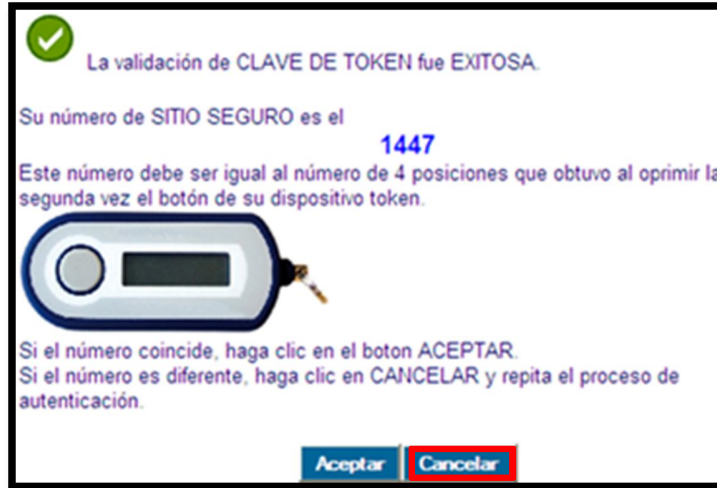 La validación de CLAVE DE TOKEN fue EXITOSA.
Su número de SITIO SEGURO es el
1447
Este número debe ser igual al número de 4 posiciones que obtuvo al oprimir la
segunda vez el botón de su dispositivo token.
Si el número coincide, haga clic en el boton ACEPTAR.
Si el número es diferente, haga clic en CANCELAR y repita el proceso de
autenticación.
Aceptar Cancelar